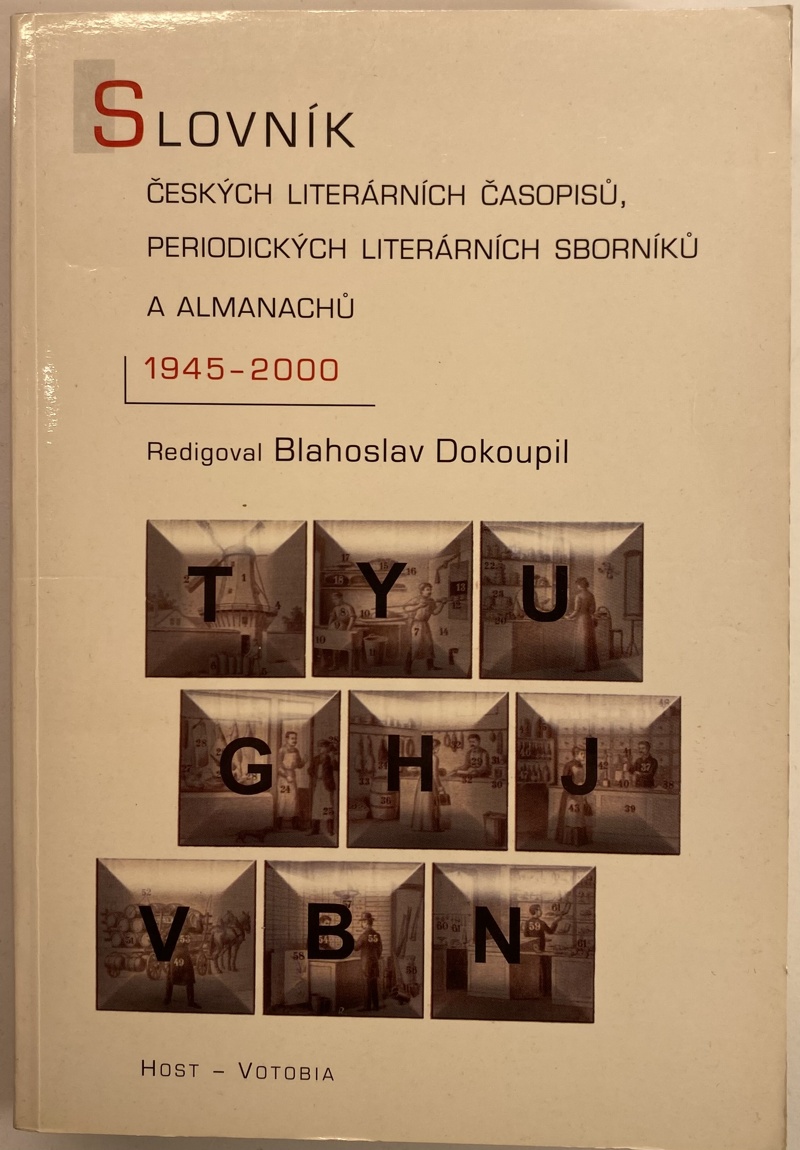 SLOVNÍK
ČESKÝCH LITERÁRNÍCH ČASOPISŮ,
PERIODICKÝCH LITERÁRNÍCH SBORNÍKŮ
A ALMANACHŮ
1945–2000
Redigoval Blahoslav Dokoupil
T Y U
G H J
V B N
HOST – VOTOBIA